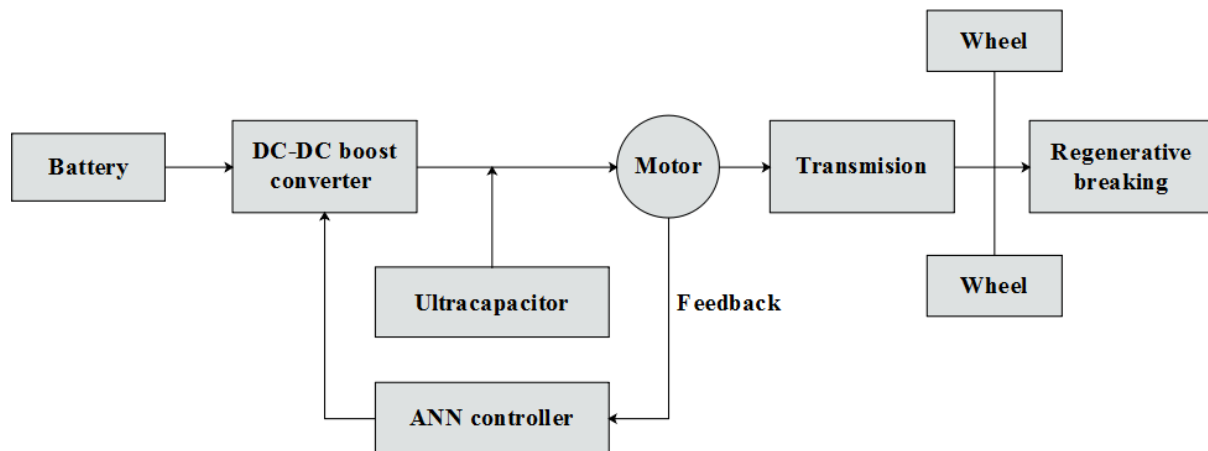 Wheel
Battery
DC-DC boost
converter
Motor
Transmision
Regenerative
breaking
Ultracapacitor
Feedback
Wheel
ANN controller